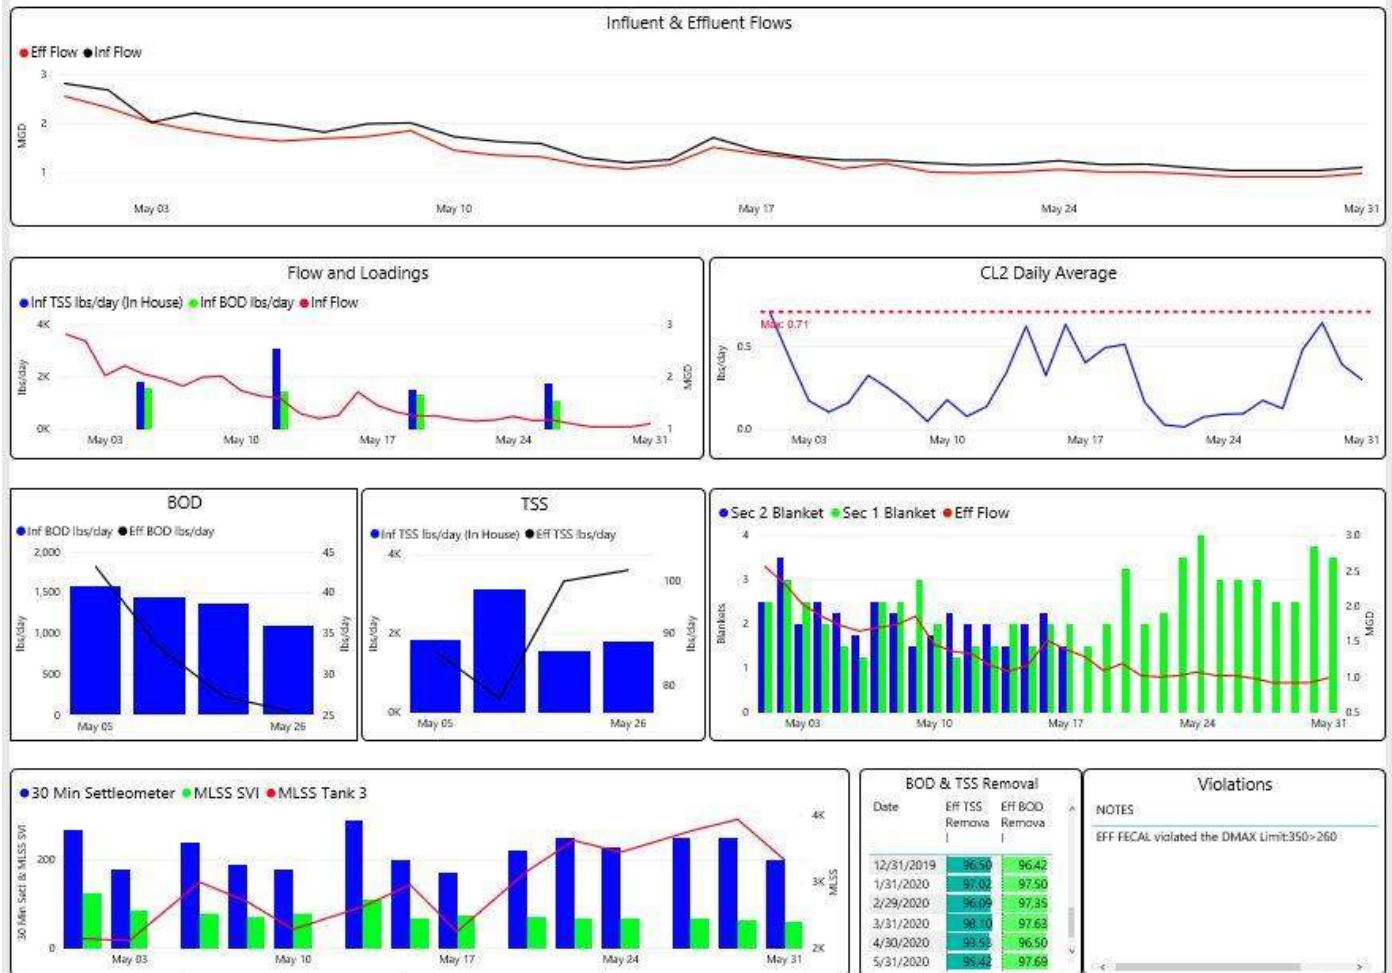 Influent & Effluent Flows
Eff Flow Inf Flow
3
2
1
MGD
May 03 May 10 May 17 May 24 May 31
Flow and Loadings
Inf TSS lbs/day (In House) Inf BOD lbs/day Inf Flow
4K
2K
0K
lbs/day
3
2
1
MGD
May 03 May 10 May 17 May 24 May 31
CL2 Daily Average
Max: 0.71
0.5
0.0
lbs/day
May 03 May 10 May 17 May 24 May 31
BOD
Inf BOD lbs/day Eff BOD lbs/day
2,000
1,500
1,000
500
0
lbs/day
45
40
35
30
25
lbs/day
May 05 May 26
TSS
Inf TSS lbs/day (In House) Eff TSS lbs/day
4K
2K
0K
lbs/day
100
90
80
lbs/day
May 05 May 26
Sec 2 Blanket Sec 1 Blanket Eff Flow
4
3
2
1
0
Blankets
3.0
2.5
2.0
1.5
1.0
0.5
MGD
May 03 May 10 May 17 May 24 May 31
30 Min Settleometer MLSS SVI MLSS Tank 3
200
0
30 Min Setl & MLSS SVI
4K
3K
2K
MLSS
May 03 May 10 May 17 May 24 May 31
BOD & TSS Removal
Date Eff TSS Eff BOD
Remova Remova
l l
12/31/2019 96.50 96.42
1/31/2020 97.02 97.50
2/29/2020 96.09 97.35
3/31/2020 98.10 97.63
4/30/2020 93.53 96.50
5/31/2020 95.42 97.69
Violations
NOTES
EFF FECAL violated the DMAX Limit:350>260